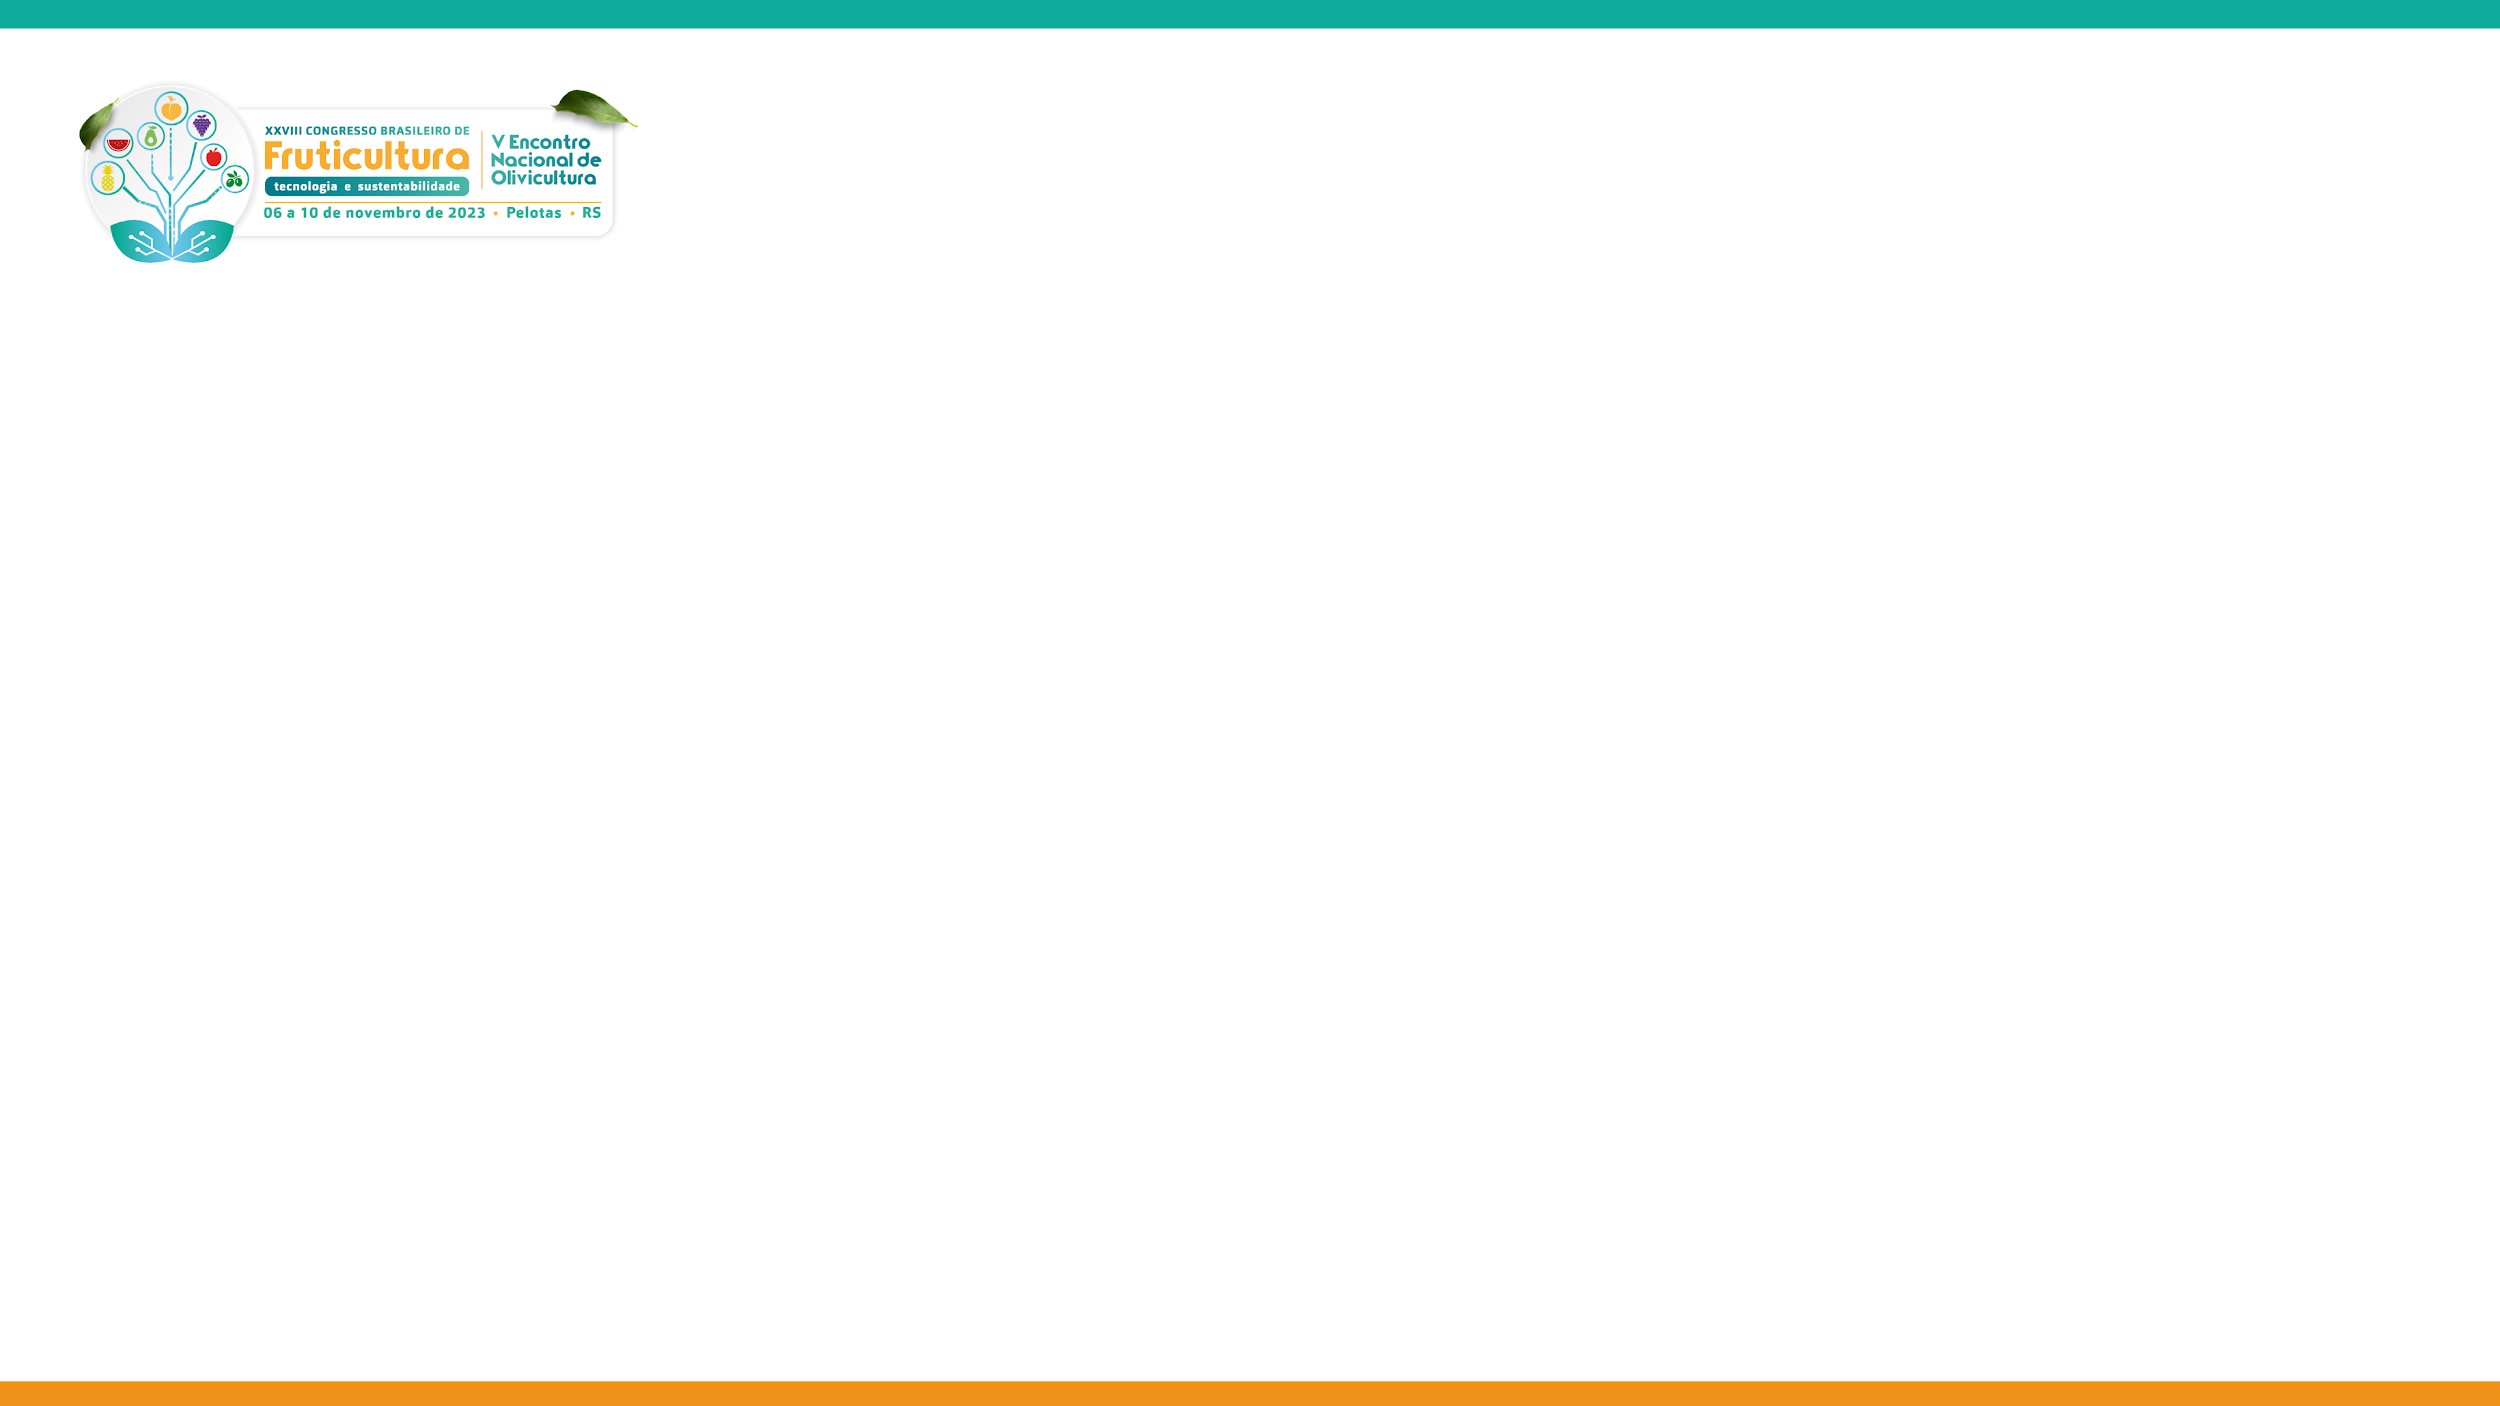 XXVIII CONGRESSO BRASILEIRO DE
Fruticultura
tecnologia e sustentabilidade
V Encontro
Nacional de
Olivicultura
06 a 10 de novembro de 2023 • Pelotas • RS